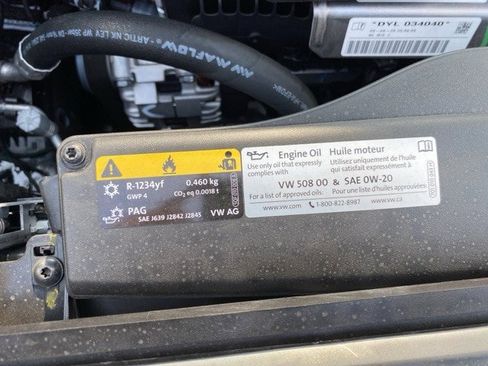 "DYL 034040"
R-1234yf 0.460 kg
GWP 4 CO₂ eq 0.0018 t
PAG
SAE J639 J2842 J2845 VW AG
Engine Oil Huile moteur
Use only oil that expressly complies with:
Utilisez uniquement de l'huile qui satisfait expressément à
VW 508 00 & SAE 0W-20
For a list of approved oils: Pour une liste d'huiles approuvées:
www.vw.com 1-800-822-8987 www.vw.ca